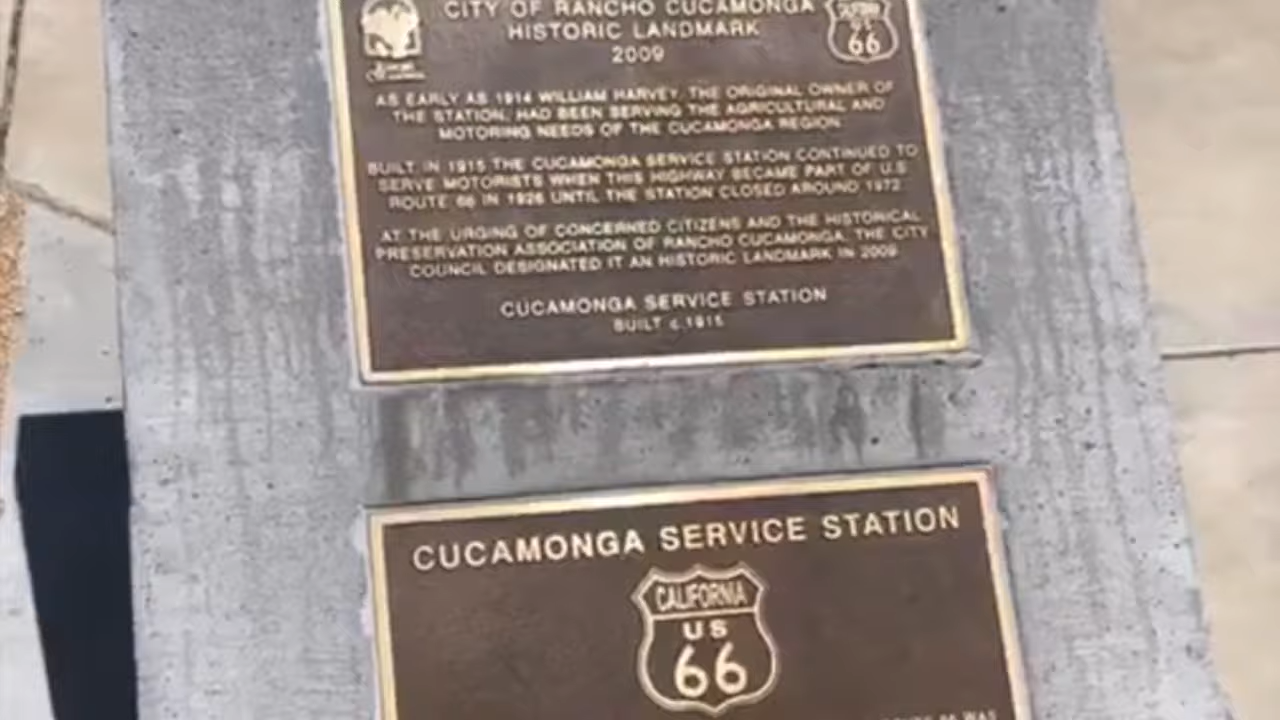 CITY OF RANCHO CUCAMONGA
HISTORIC LANDMARK
2009
CALIFORNIA
US
66
AS EARLY AS 1914 WILLIAM HARVEY, THE ORIGINAL OWNER OF
THE STATION, HAD BEEN SERVING THE AGRICULTURAL AND
MOTORING NEEDS OF THE CUCAMONGA REGION
BUILT IN 1915 THE CUCAMONGA SERVICE STATION CONTINUED TO
SERVE MOTORISTS WHEN THIS HIGHWAY BECAME PART OF U.S
ROUTE 66 IN 1926 UNTIL THE STATION CLOSED AROUND 1972
AT THE URGING OF CONCERNED CITIZENS AND THE HISTORICAL
PRESERVATION ASSOCIATION OF RANCHO CUCAMONGA, THE CITY
COUNCIL DESIGNATED IT AN HISTORIC LANDMARK IN 2009
CUCAMONGA SERVICE STATION
BUILT c.1915
CUCAMONGA SERVICE STATION
CALIFORNIA
US
66
WAS